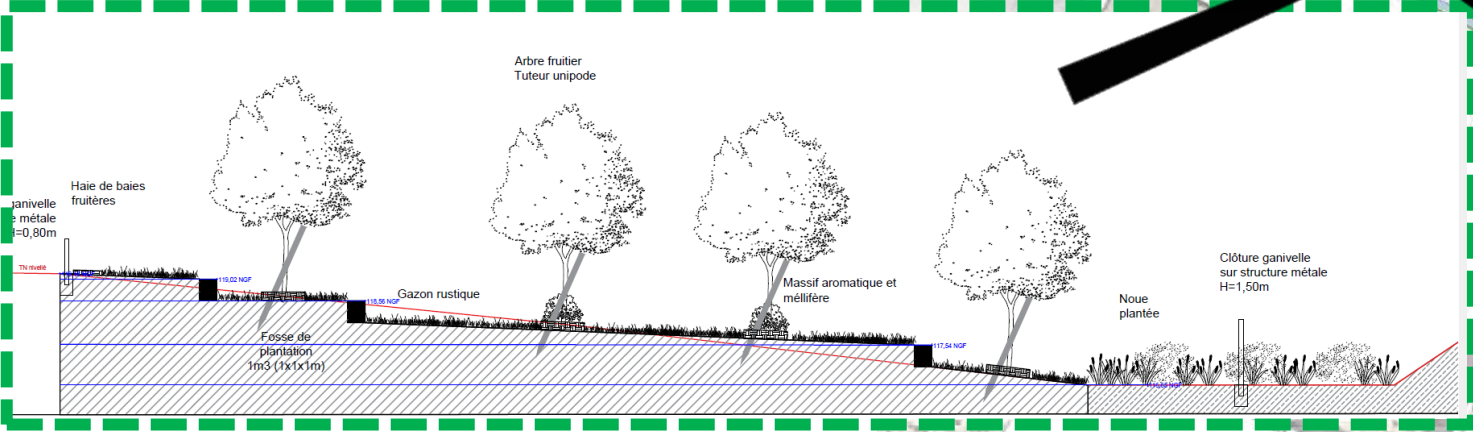 Arbre fruitier
Tuteur unipode
Haie de baies
fruitères
ganivelle
e métale
H=0,80m
TN nivellé
119,02 NGF
118,56 NGF
Gazon rustique
Massif aromatique et
méllifère
Clôture ganivelle
sur structure métale
H=1,50m
Noue
plantée
Fosse de
plantation
1m3 (1x1x1m)
117,54 NGF